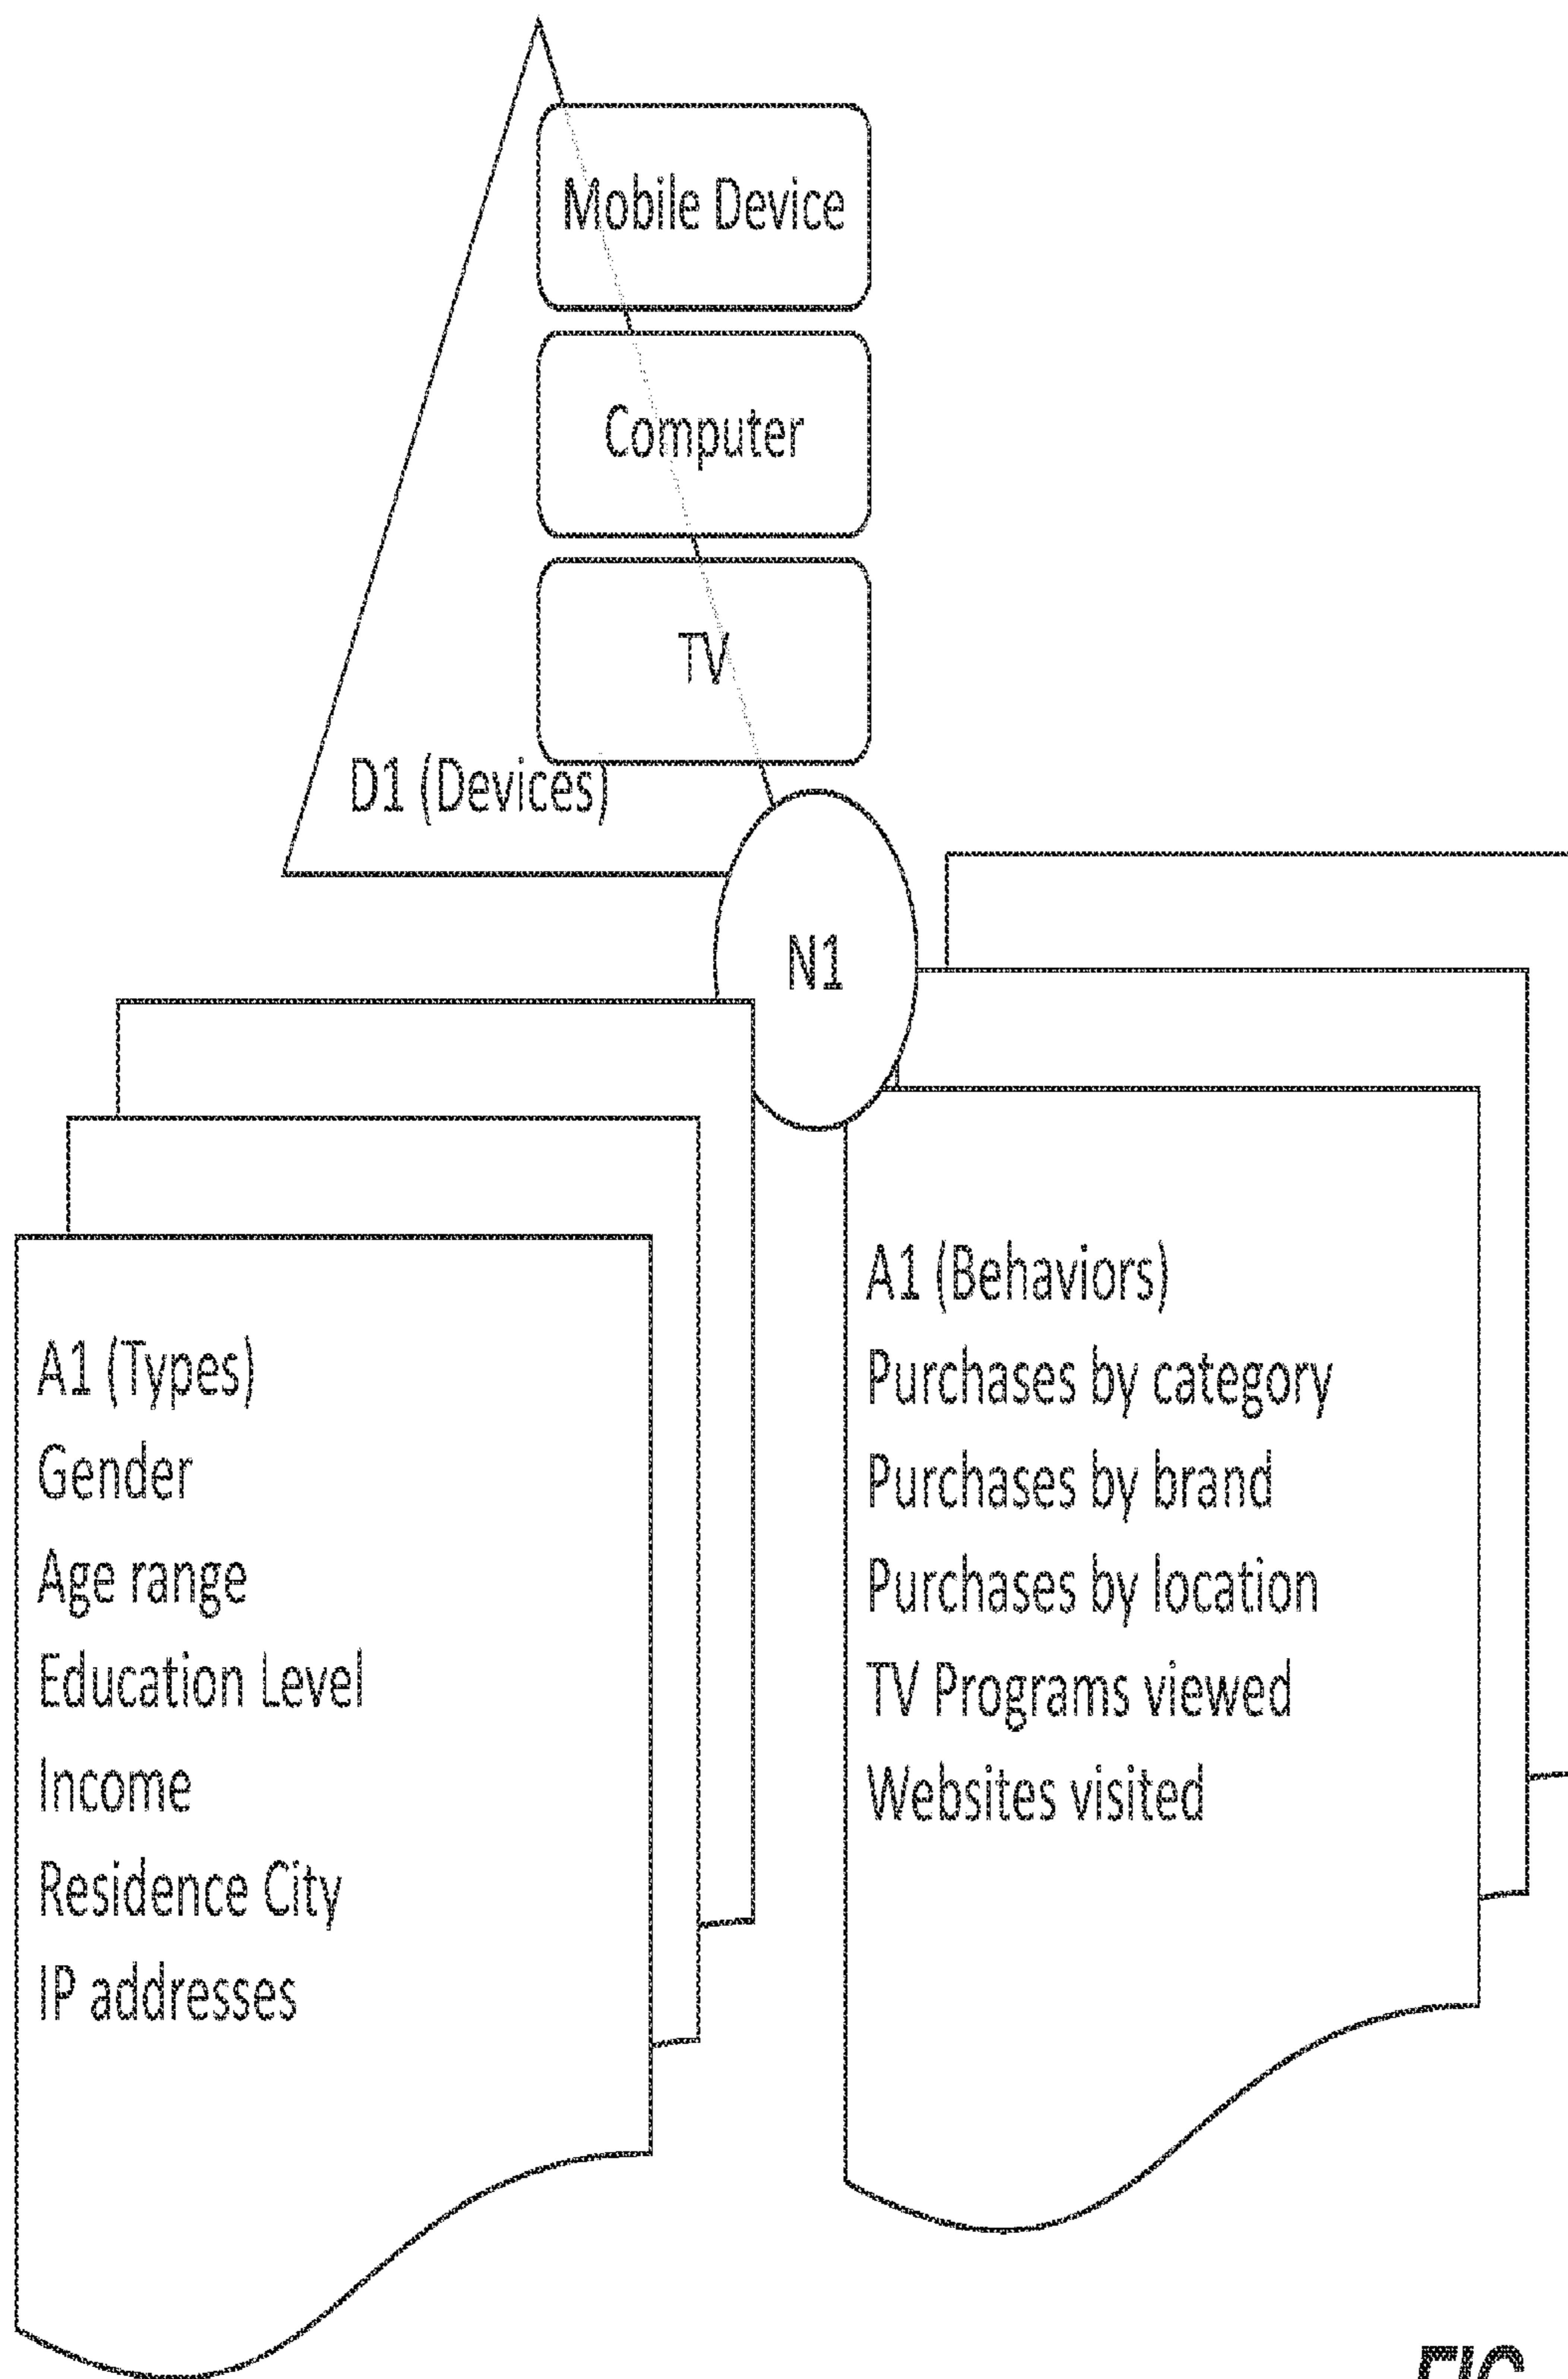 Mobile Device
Computer
TV
D1 (Devices)
N1
A1 (Types)
Gender
Age range
Education Level
Income
Residence City
IP addresses
A1 (Behaviors)
Purchases by category
Purchases by brand
Purchases by location
TV Programs viewed
Websites visited